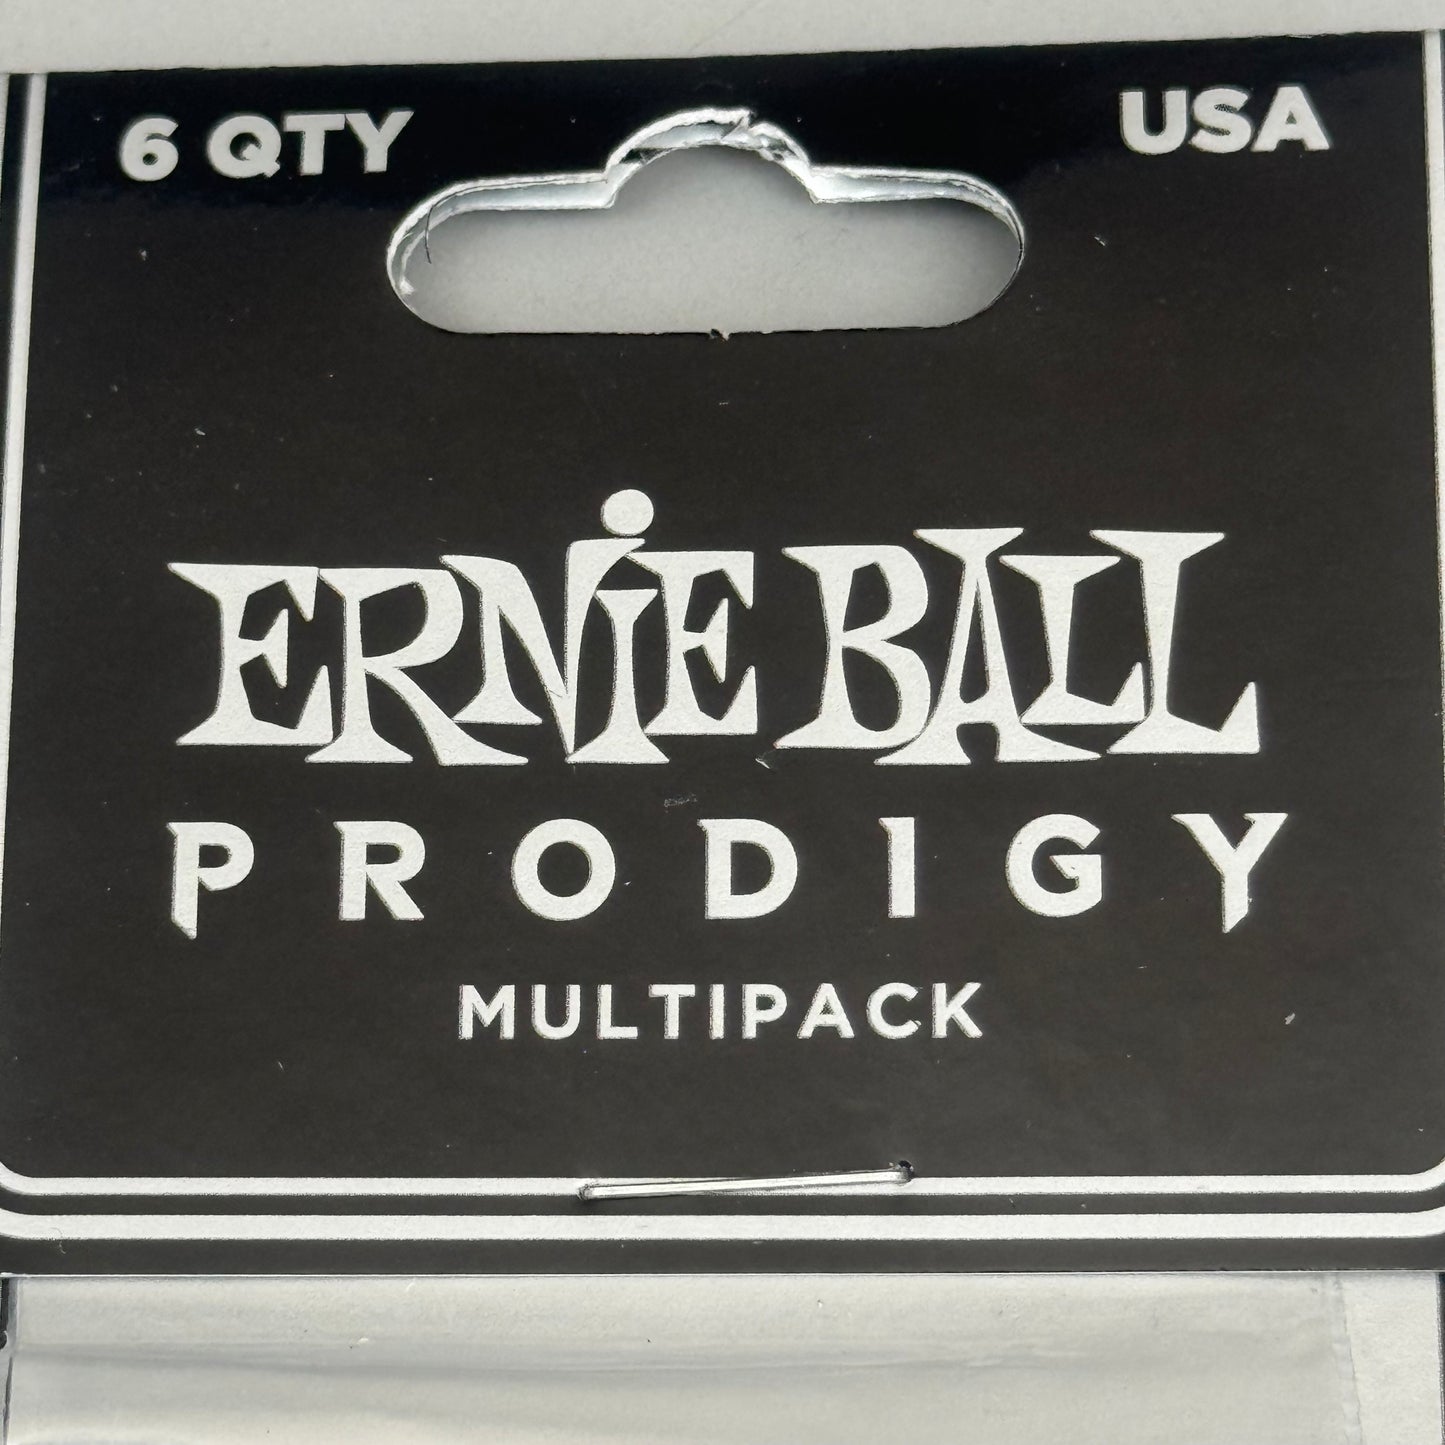 6 QTY
USA
ERNiE BALL
PRODIGY
MULTIPACK